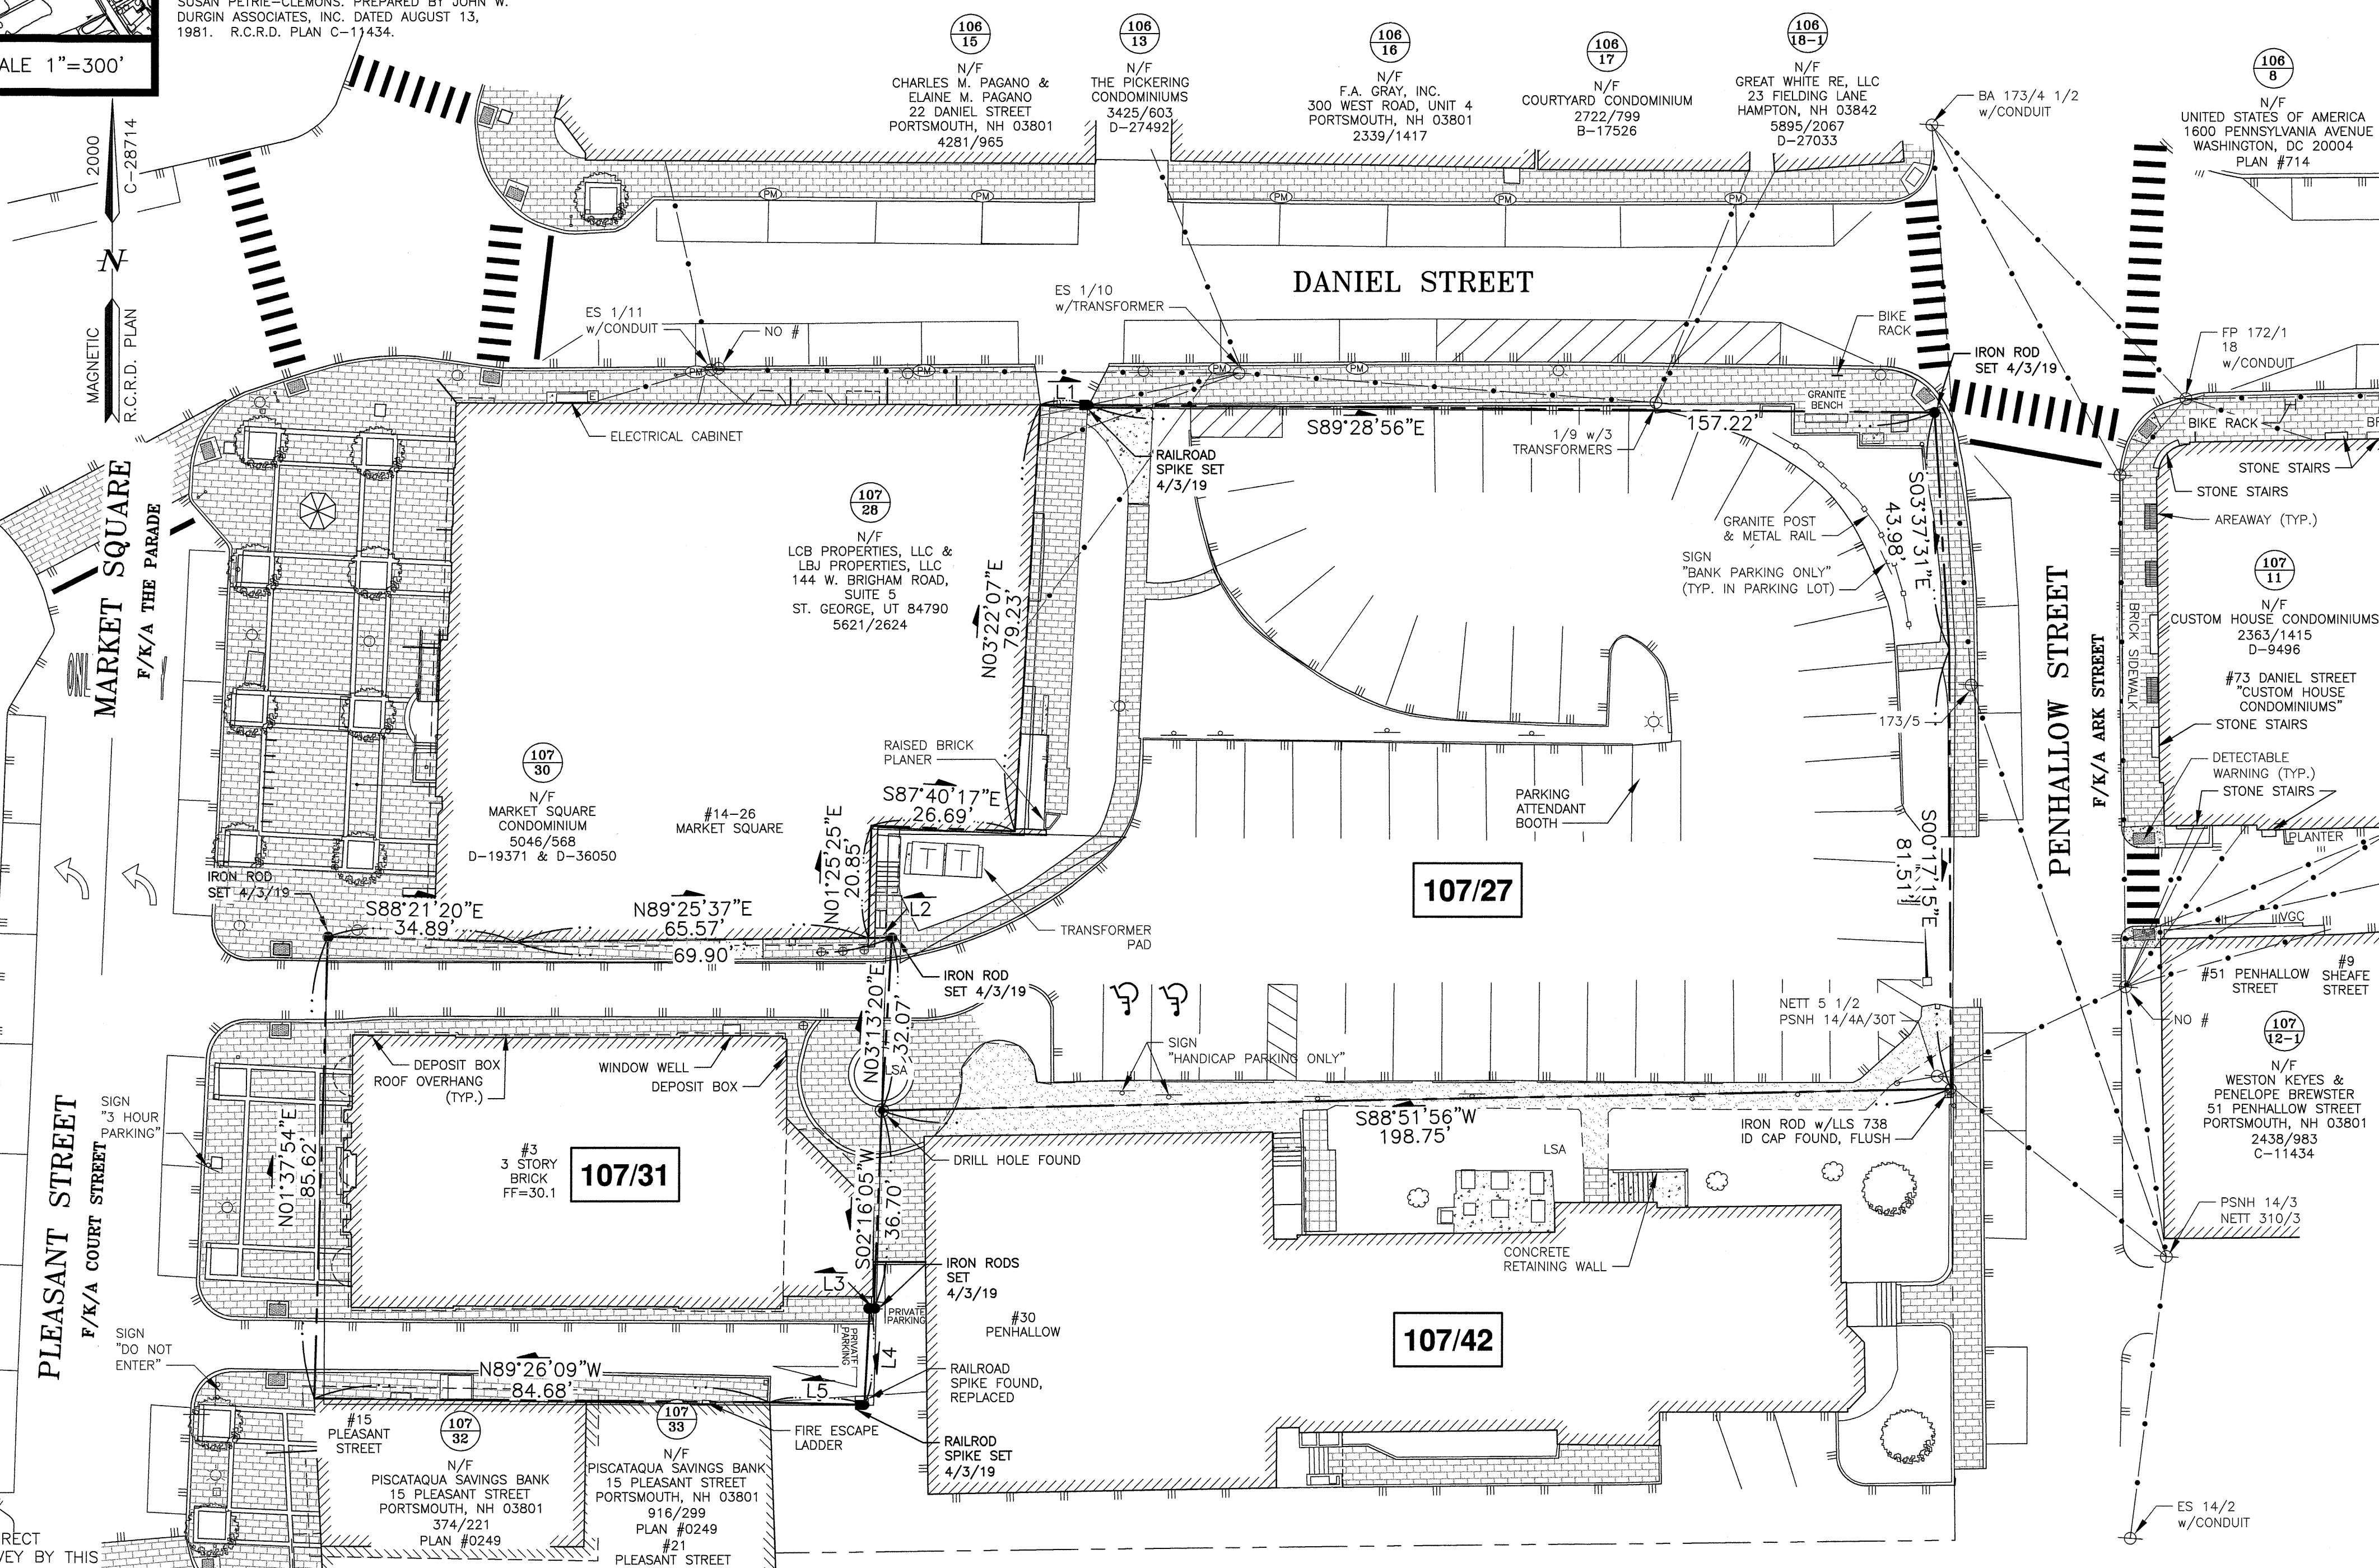 SUSAN PETRIE-CLEMONS. PREPARED BY JOHN W.
DURGIN ASSOCIATES, INC. DATED AUGUST 13,
1981. R.C.R.D. PLAN C-11434.
ALE 1"=300'
2000
C-28714
N
MAGNETIC
R.C.R.D. PLAN
106
15
N/F
CHARLES M. PAGANO &
ELAINE M. PAGANO
22 DANIEL STREET
PORTSMOUTH, NH 03801
4281/965
106
13
N/F
THE PICKERING
CONDOMINIUMS
3425/603
D-27492
106
16
N/F
F.A. GRAY, INC.
300 WEST ROAD, UNIT 4
PORTSMOUTH, NH 03801
2339/1417
106
17
N/F
COURTYARD CONDOMINIUM
2722/799
B-17526
106
18-1
N/F
GREAT WHITE RE, LLC
23 FIELDING LANE
HAMPTON, NH 03842
5895/2067
D-27033
BA 173/4 1/2
w/CONDUIT
106
8
N/F
UNITED STATES OF AMERICA
1600 PENNSYLVANIA AVENUE
WASHINGTON, DC 20004
PLAN #714
PM
PM
PM
PM
PM
DANIEL STREET
ES 1/11
w/CONDUIT
NO #
ES 1/10
w/TRANSFORMER
BIKE
RACK
IRON ROD
SET 4/3/19
FP 172/1
18
w/CONDUIT
PM
PM
PM
PM
E
ELECTRICAL CABINET
L1
S89°28'56"E
157.22'
1/9 w/3
TRANSFORMERS
GRANITE
BENCH
BIKE RACK
STONE STAIRS
STONE STAIRS
AREAWAY (TYP.)
RAILROAD
SPIKE SET
4/3/19
MARKET SQUARE
F/K/A THE PARADE
107
28
N/F
LCB PROPERTIES, LLC &
LBJ PROPERTIES, LLC
144 W. BRIGHAM ROAD,
SUITE 5
ST. GEORGE, UT 84790
5621/2624
N03°22'07"E
79.23'
GRANITE POST
& METAL RAIL
SIGN
"BANK PARKING ONLY"
(TYP. IN PARKING LOT)
S03°37'31"E
43.98'
PENHALLOW STREET
F/K/A ARK STREET
BRICK SIDEWALK
107
11
N/F
CUSTOM HOUSE CONDOMINIUMS
2363/1415
D-9496
#73 DANIEL STREET
"CUSTOM HOUSE
CONDOMINIUMS"
STONE STAIRS
DETECTABLE
WARNING (TYP.)
STONE STAIRS
PLANTER
173/5
107
30
N/F
MARKET SQUARE
CONDOMINIUM
5046/568
D-19371 & D-36050
#14-26
MARKET SQUARE
RAISED BRICK
PLANER
S87°40'17"E
26.69'
N01°25'25"E
20.85'
PARKING
ATTENDANT
BOOTH
S00°17'15"E
81.51'
107/27
IRON ROD
SET 4/3/19
S88°21'20"E
34.89'
N89°25'37"E
65.57'
69.90'
L2
TRANSFORMER
PAD
T
T
IRON ROD
SET 4/3/19
N03°13'20"E
32.07'
VGC
#51 PENHALLOW
STREET
#9
SHEAFE
STREET
NO #
NETT 5 1/2
PSNH 14/4A/30T
SIGN
"HANDICAP PARKING ONLY"
DEPOSIT BOX
ROOF OVERHANG
(TYP.)
WINDOW WELL
DEPOSIT BOX
LSA
PLEASANT STREET
F/K/A COURT STREET
SIGN
"3 HOUR
PARKING"
N01°37'54"E
85.62'
#3
3 STORY
BRICK
FF=30.1
107/31
S88°51'56"W
198.75'
DRILL HOLE FOUND
S02°16'05"W
36.70'
LSA
IRON ROD w/LLS 738
ID CAP FOUND, FLUSH
107
12-1
N/F
WESTON KEYES &
PENELOPE BREWSTER
51 PENHALLOW STREET
PORTSMOUTH, NH 03801
2438/983
C-11434
PSNH 14/3
NETT 310/3
CONCRETE
RETAINING WALL
IRON RODS
SET
4/3/19
L3
PRIVATE
PARKING
PRIVATE
PARKING
#30
PENHALLOW
107/42
SIGN
"DO NOT
ENTER"
N89°26'09"W
84.68'
L4
L5
RAILROAD
SPIKE FOUND,
REPLACED
FIRE ESCAPE
LADDER
RAILROD
SPIKE SET
4/3/19
#15
PLEASANT
STREET
107
32
N/F
PISCATAQUA SAVINGS BANK
15 PLEASANT STREET
PORTSMOUTH, NH 03801
374/221
PLAN #0249
107
33
N/F
PISCATAQUA SAVINGS BANK
15 PLEASANT STREET
PORTSMOUTH, NH 03801
916/299
PLAN #0249
#21
PLEASANT STREET
ES 14/2
w/CONDUIT
RECT
VEY BY THIS